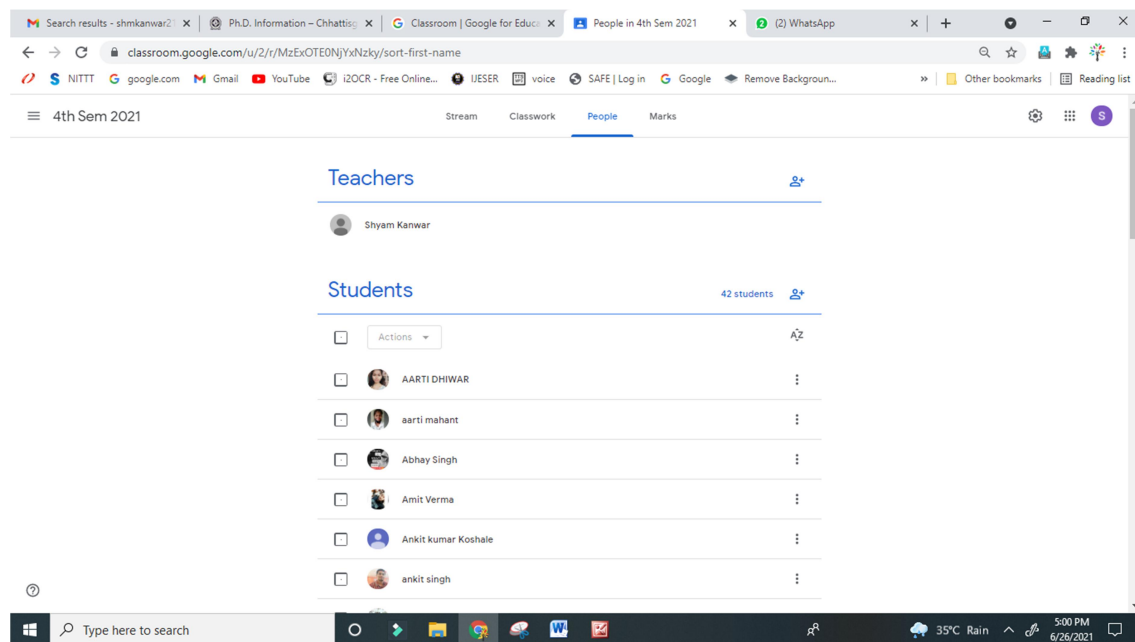 Search results - shmkanwar21
Ph.D. Information – Chhattisg
Classroom | Google for Educa
People in 4th Sem 2021
(2) WhatsApp
classroom.google.com/u/2/r/MzExOTE0NjYxNzky/sort-first-name
NITTT
google.com
Gmail
YouTube
i2OCR - Free Online...
IJESER
voice
SAFE | Log in
Google
Remove Backgroun...
»
Other bookmarks
Reading list
4th Sem 2021
Stream
Classwork
People
Marks
S
Teachers
Shyam Kanwar
Students
42 students
Actions
AZ
AARTI DHIWAR
aarti mahant
Abhay Singh
Amit Verma
Ankit kumar Koshale
ankit singh
Type here to search
35°C Rain
5:00 PM
6/26/2021